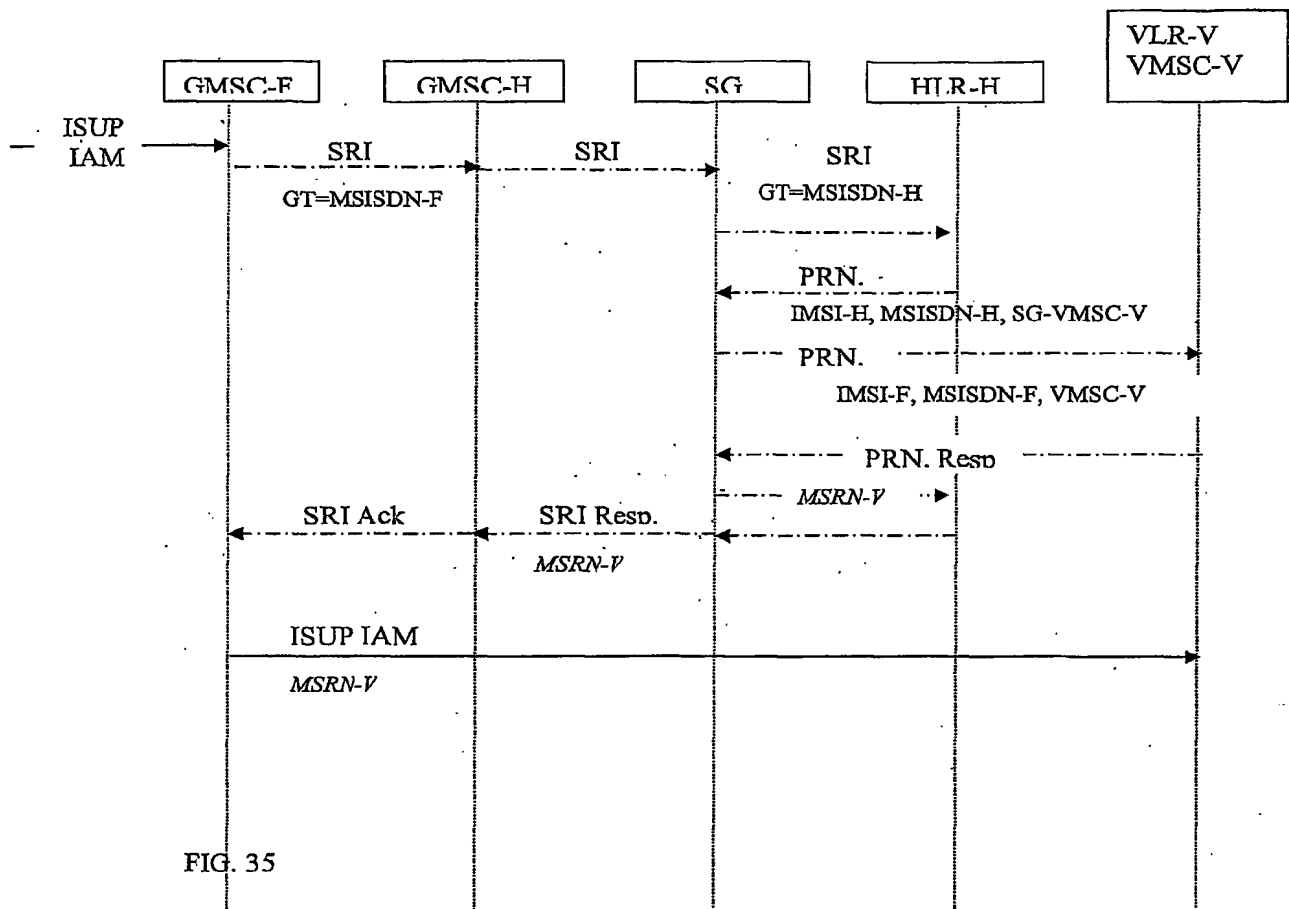 VLR-V
VMSC-V
GMSC-F
GMSC-H
SG
HLR-H
ISUP
IAM
SRI
SRI
SRI
GT=MSISDN-F
GT=MSISDN-H
PRN.
IMSI-H, MSISDN-H, SG-VMSC-V
PRN.
IMSI-F, MSISDN-F, VMSC-V
PRN. Resp
MSRN-V
SRI Ack
SRI Resp.
MSRN-V
ISUP IAM
MSRN-V
FIG. 35